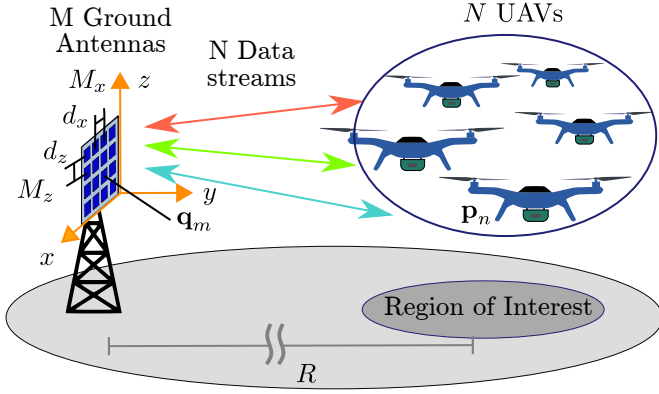 M Ground
Antennas
N Data
streams
N UAVs
M_x
z
d_x
d_z
M_z
y
q_m
x
p_n
Region of Interest
R